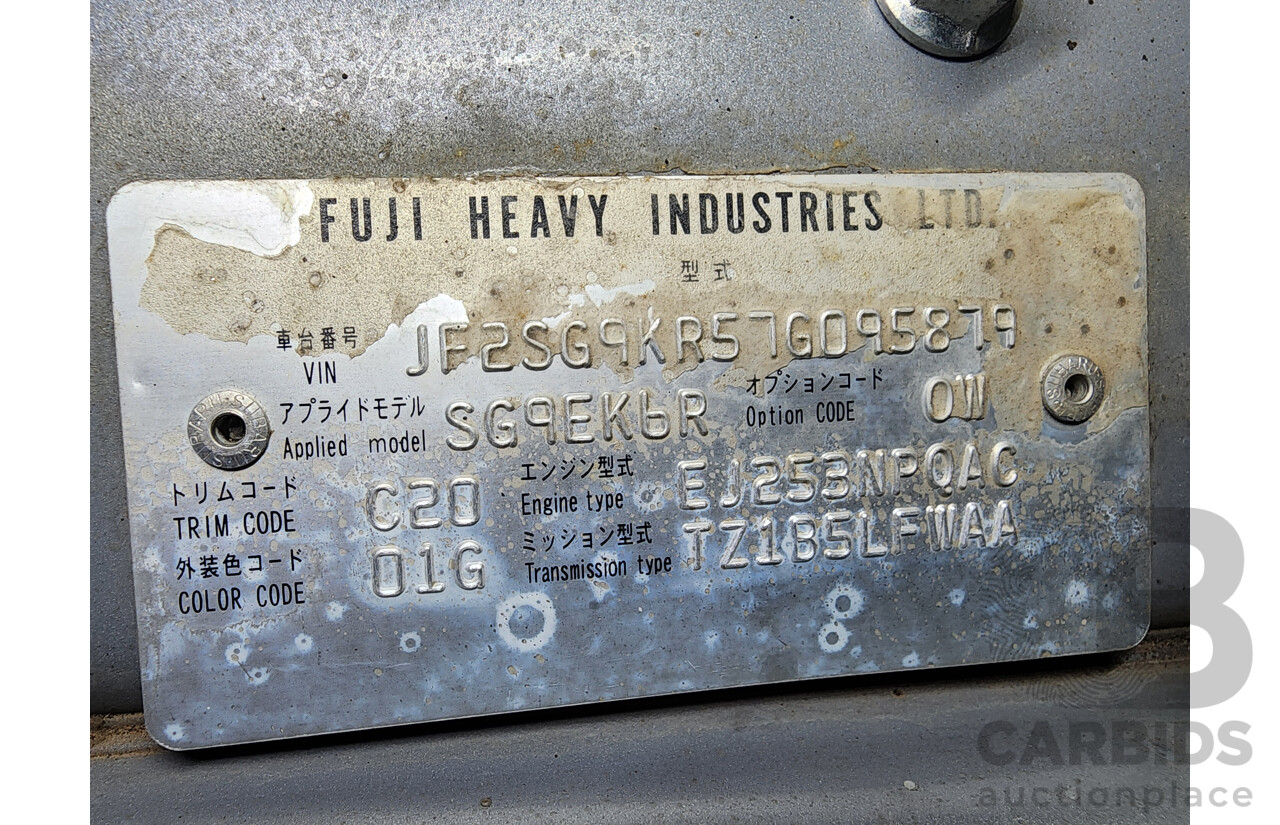 FUJI HEAVY INDUSTRIES LTD.
型式
車台番号 JF2SG9KR57G095879
VIN
アプライドモデル SG9EK6R オプションコード 0W
Applied model Option CODE
トリムコード C20 エンジン型式 EJ253NPQAC
TRIM CODE Engine type
外装色コード 01G ミッション型式 TZ1B5LFWAA
COLOR CODE Transmission type
B
CARBIDS
auctionplace